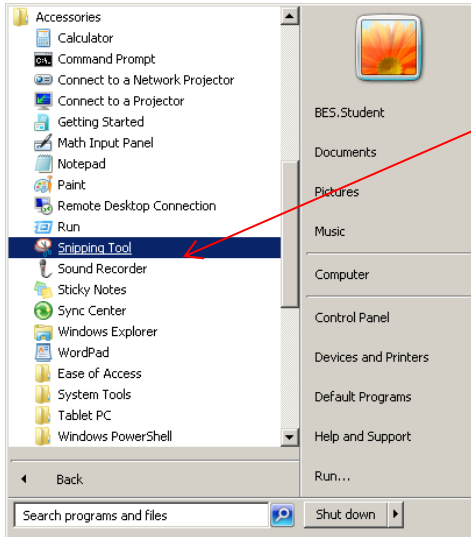 Accessories
Calculator
Command Prompt
Connect to a Network Projector
Connect to a Projector
Getting Started
Math Input Panel
Notepad
Paint
Remote Desktop Connection
Run
Snipping Tool
Sound Recorder
Sticky Notes
Sync Center
Windows Explorer
WordPad
Ease of Access
System Tools
Tablet PC
Windows PowerShell
Back
Search programs and files
BES.Student
Documents
Pictures
Music
Computer
Control Panel
Devices and Printers
Default Programs
Help and Support
Run...
Shut down